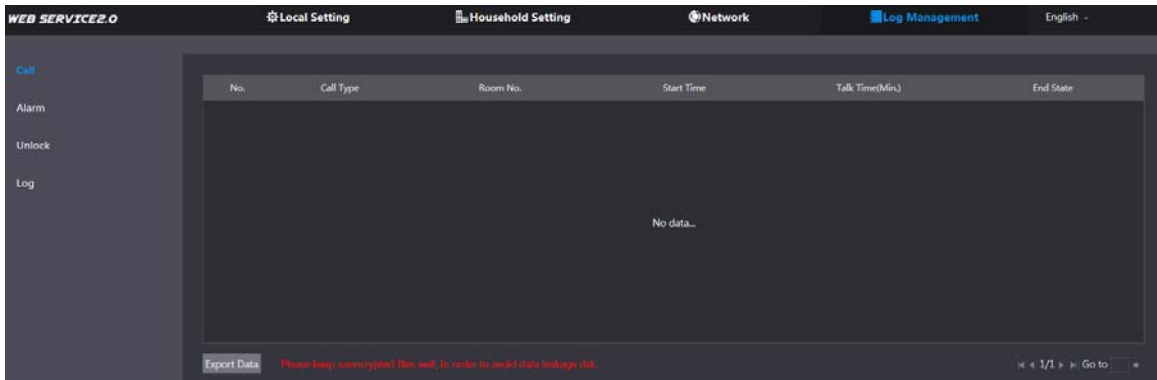 WEB SERVICE2.0 Local Setting Household Setting Network Log Management English
Call
No. Call Type Room No. Start Time Talk Time(Min.) End State
Alarm
Unlock
Log
No data...
Export Data Please keep unencrypted files well, in order to avoid data leakage risk. 1/1 Go to